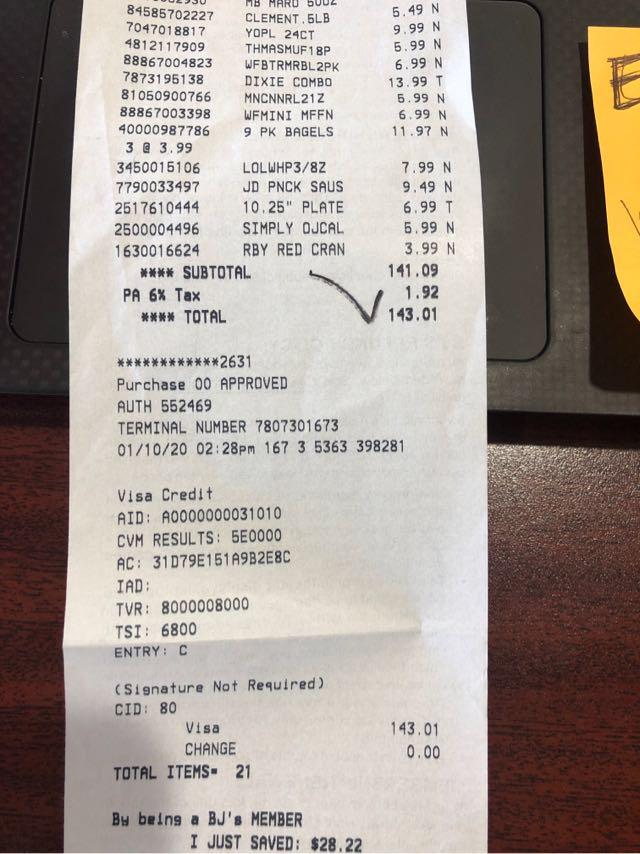 MB MARU 50OZ
84585702227 CLEMENT.5LB 5.49 N
7047018817 YOPL 24CT 9.99 N
4812117909 THMASMUF18P 5.99 N
88867004823 WFBTRMRBL2PK 6.99 N
7873195138 DIXIE COMBO 13.99 T
81050900766 MNCNNRL21Z 5.99 N
88867003398 WFMINI MFFN 6.99 N
40000987786 9 PK BAGELS 11.97 N
3 @ 3.99
3450015106 LOLWHP3/8Z 7.99 N
7790033497 JD PNCK SAUS 9.49 N
2517610444 10.25" PLATE 6.99 T
2500004496 SIMPLY OJCAL 5.99 N
1630016624 RBY RED CRAN 3.99 N
**** SUBTOTAL 141.09
PA 6% Tax 1.92
**** TOTAL 143.01
************2631
Purchase 00 APPROVED
AUTH 552469
TERMINAL NUMBER 7807301673
01/10/20 02:28pm 167 3 5363 398281
Visa Credit
AID: A0000000031010
CVM RESULTS: 5E0000
AC: 31D79E151A9B2E8C
IAD:
TVR: 8000008000
TSI: 6800
ENTRY: C
(Signature Not Required)
CID: 80
Visa 143.01
CHANGE 0.00
TOTAL ITEMS= 21
By being a BJ's MEMBER
I JUST SAVED: $28.22